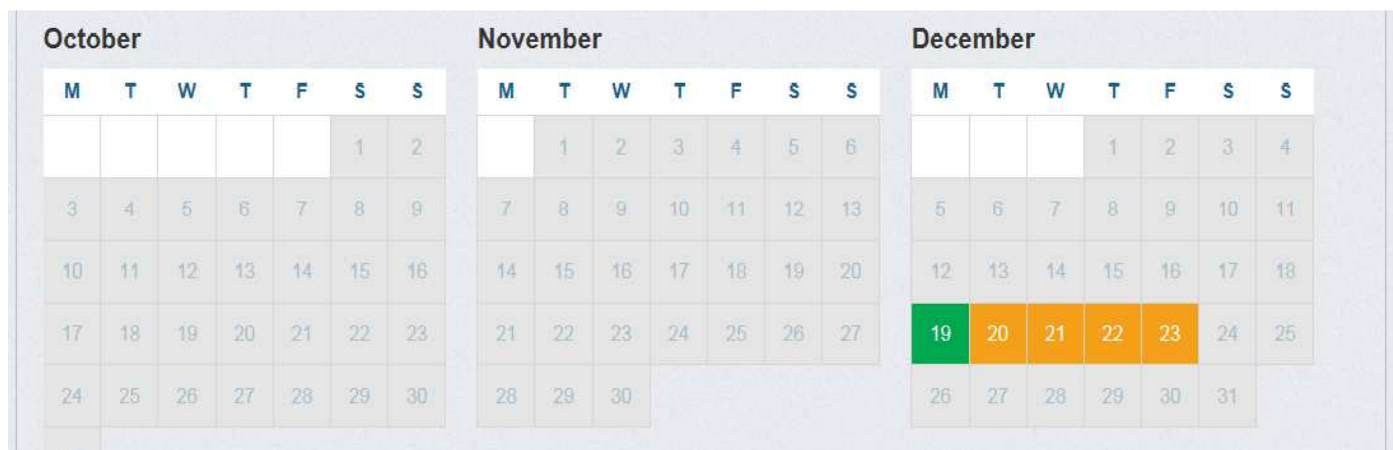 October
M T W T F S S
1 2
3 4 5 6 7 8 9
10 11 12 13 14 15 16
17 18 19 20 21 22 23
24 25 26 27 28 29 30
November
M T W T F S S
1 2 3 4 5 6
7 8 9 10 11 12 13
14 15 16 17 18 19 20
21 22 23 24 25 26 27
28 29 30
December
M T W T F S S
1 2 3 4
5 6 7 8 9 10 11
12 13 14 15 16 17 18
19 20 21 22 23 24 25
26 27 28 29 30 31